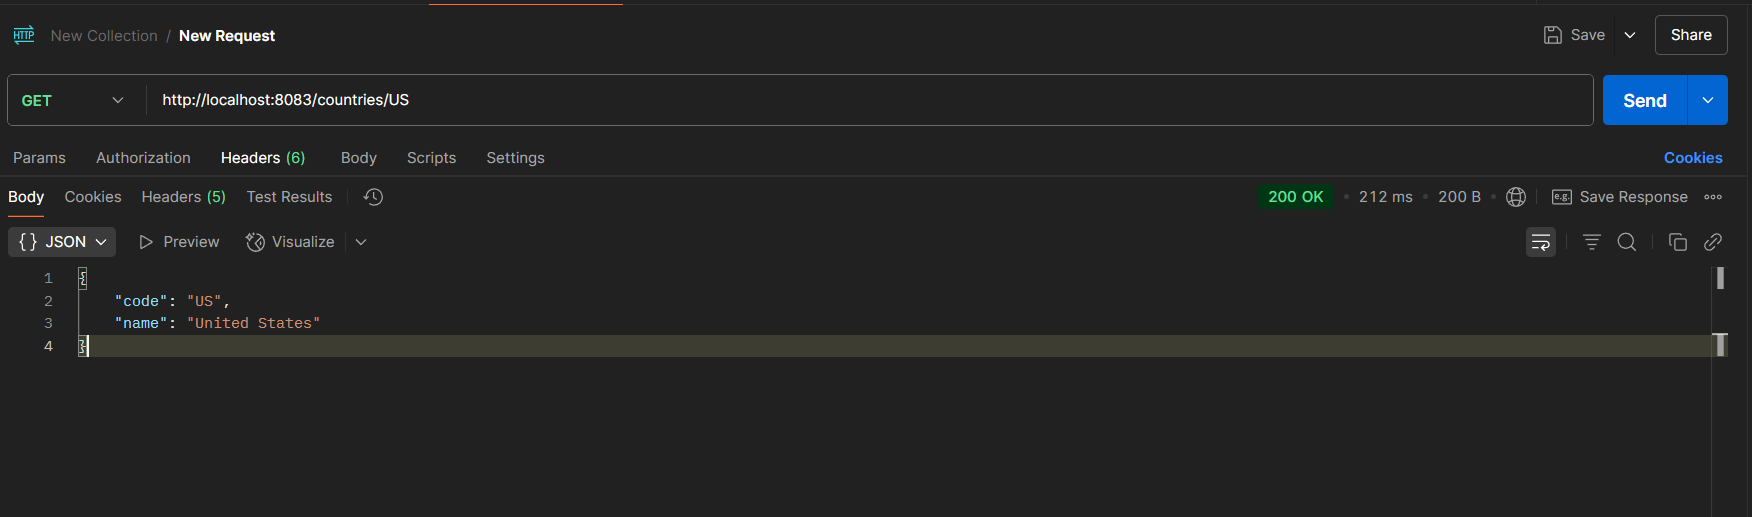 HTTP New Collection / New Request Save Share
GET http://localhost:8083/countries/US Send
Params Authorization Headers (6) Body Scripts Settings Cookies
Body Cookies Headers (5) Test Results 200 OK • 212 ms • 200 B e.g. Save Response
{} JSON Preview Visualize
1 {
2 "code": "US",
3 "name": "United States"
4 }